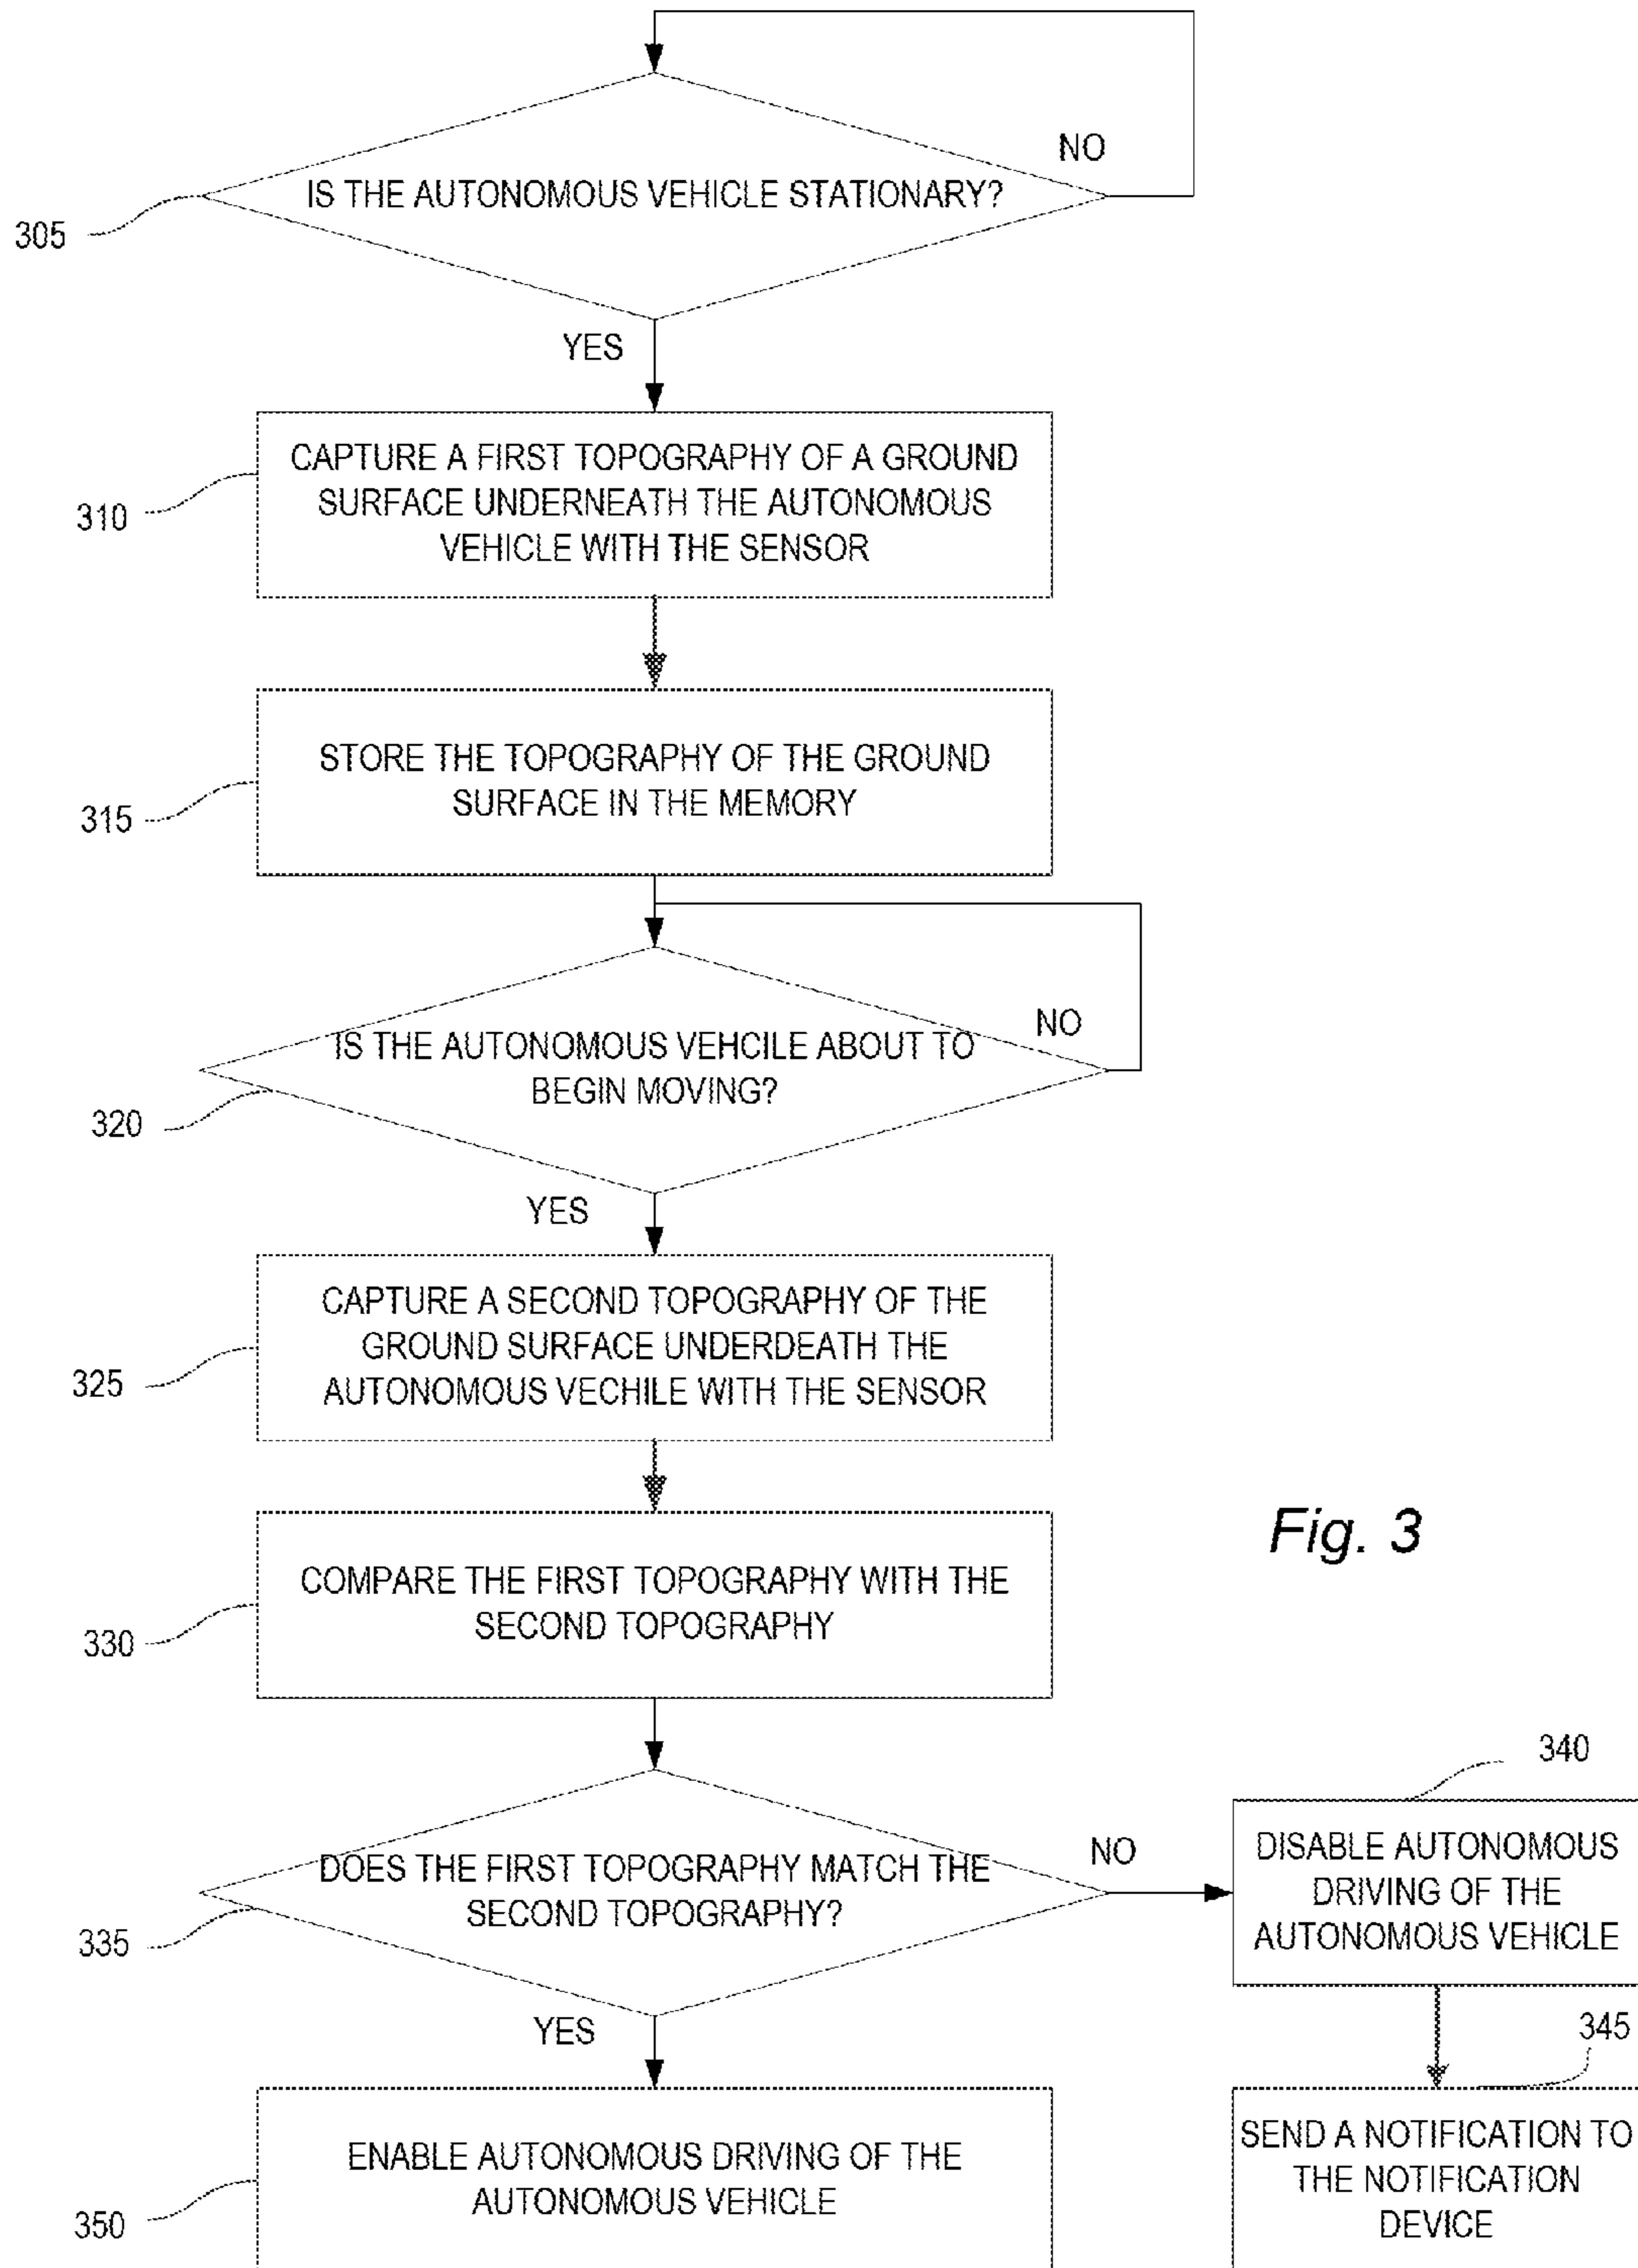 NO
IS THE AUTONOMOUS VEHICLE STATIONARY?
305
YES
CAPTURE A FIRST TOPOGRAPHY OF A GROUND
SURFACE UNDERNEATH THE AUTONOMOUS
VEHICLE WITH THE SENSOR
310
STORE THE TOPOGRAPHY OF THE GROUND
SURFACE IN THE MEMORY
315
NO
IS THE AUTONOMOUS VEHCILE ABOUT TO
BEGIN MOVING?
320
YES
CAPTURE A SECOND TOPOGRAPHY OF THE
GROUND SURFACE UNDERDEATH THE
AUTONOMOUS VECHILE WITH THE SENSOR
325
Fig. 3
COMPARE THE FIRST TOPOGRAPHY WITH THE
SECOND TOPOGRAPHY
330
DOES THE FIRST TOPOGRAPHY MATCH THE
SECOND TOPOGRAPHY?
335
NO
340
DISABLE AUTONOMOUS
DRIVING OF THE
AUTONOMOUS VEHICLE
YES
345
ENABLE AUTONOMOUS DRIVING OF THE
AUTONOMOUS VEHICLE
350
SEND A NOTIFICATION TO
THE NOTIFICATION
DEVICE